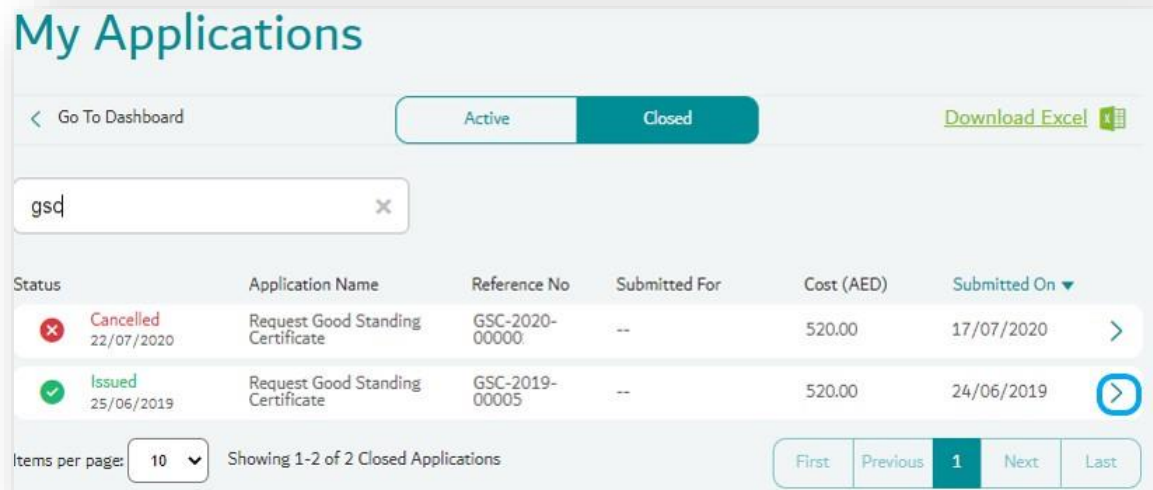 My Applications
Go To Dashboard Active Closed Download Excel
gsc
Status Application Name Reference No Submitted For Cost (AED) Submitted On
Cancelled Request Good Standing GSC-2020- -- 520.00 17/07/2020
22/07/2020 Certificate 00000
Issued Request Good Standing GSC-2019- -- 520.00 24/06/2019
25/06/2019 Certificate 00005
Items per page: 10 Showing 1-2 of 2 Closed Applications First Previous 1 Next Last